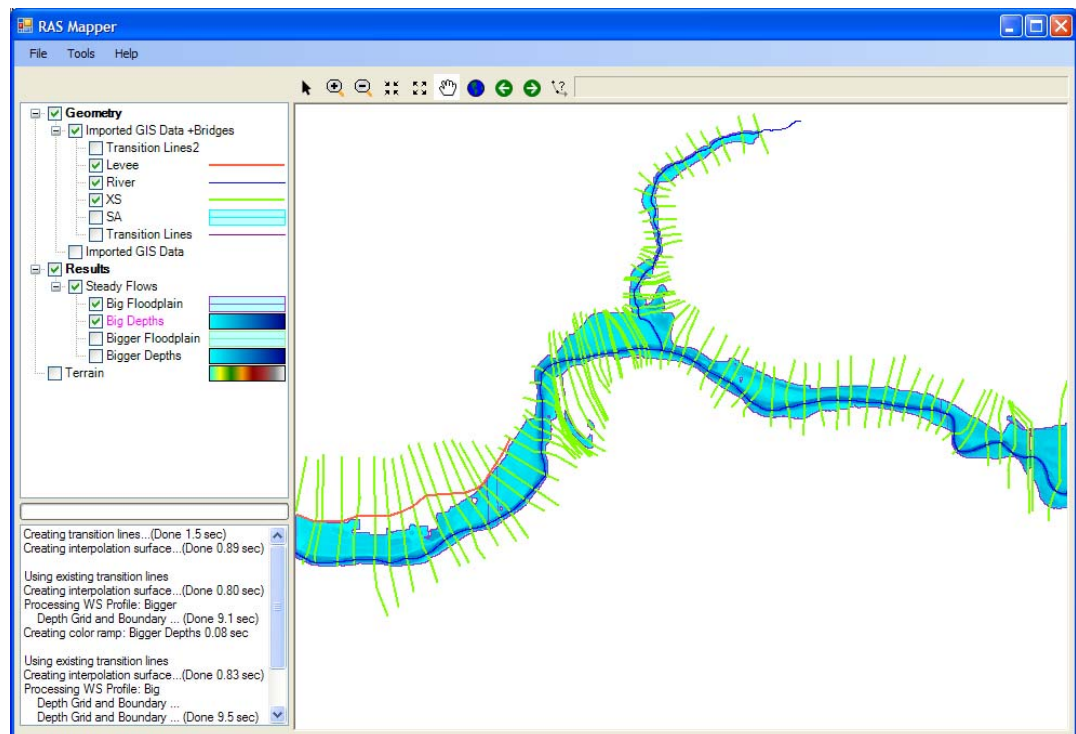 RAS Mapper
File Tools Help
Geometry
Imported GIS Data +Bridges
Transition Lines2
Levee
River
XS
SA
Transition Lines
Imported GIS Data
Results
Steady Flows
Big Floodplain
Big Depths
Bigger Floodplain
Bigger Depths
Terrain
Creating transition lines...(Done 1.5 sec)
Creating interpolation surface...(Done 0.89 sec)
Using existing transition lines
Creating interpolation surface...(Done 0.80 sec)
Processing WS Profile: Bigger
Depth Grid and Boundary ... (Done 9.1 sec)
Creating color ramp: Bigger Depths 0.08 sec
Using existing transition lines
Creating interpolation surface...(Done 0.83 sec)
Processing WS Profile: Big
Depth Grid and Boundary ...
Depth Grid and Boundary ... (Done 9.5 sec)